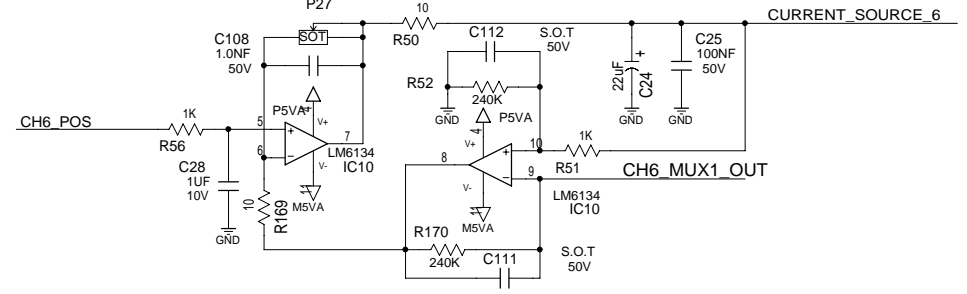 P27
10
CURRENT_SOURCE_6
SOT
R50
C108
1.0NF
50V
C112
S.O.T
50V
22uF
+
C24
C25
100NF
50V
R52
240K
GND
GND
GND
P5VA
4
V+
P5VA
4
V+
CH6_POS
1K
R56
5
+
6
-
7
V-
LM6134
IC10
M5VA
8
10
+
9
-
V-
1K
R51
CH6_MUX1_OUT
LM6134
IC10
M5VA
C28
1UF
10V
GND
10
R169
R170
240K
C111
S.O.T
50V